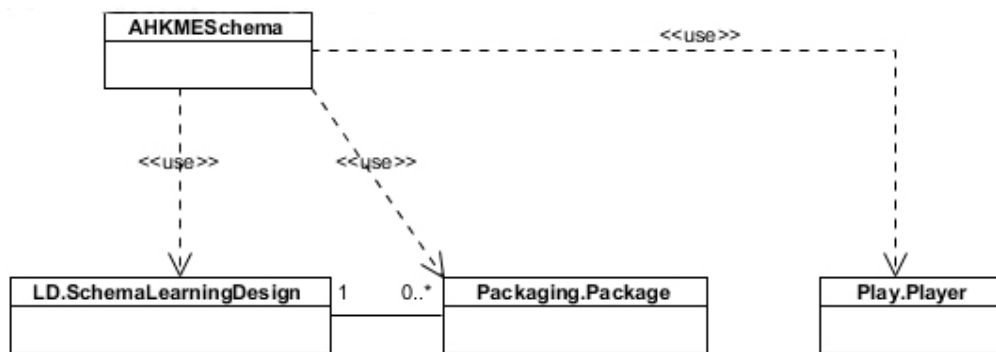 AHKMESchema
<<use>>
<<use>>
<<use>>
LD.SchemaLearningDesign
1
0..*
Packaging.Package
Play.Player